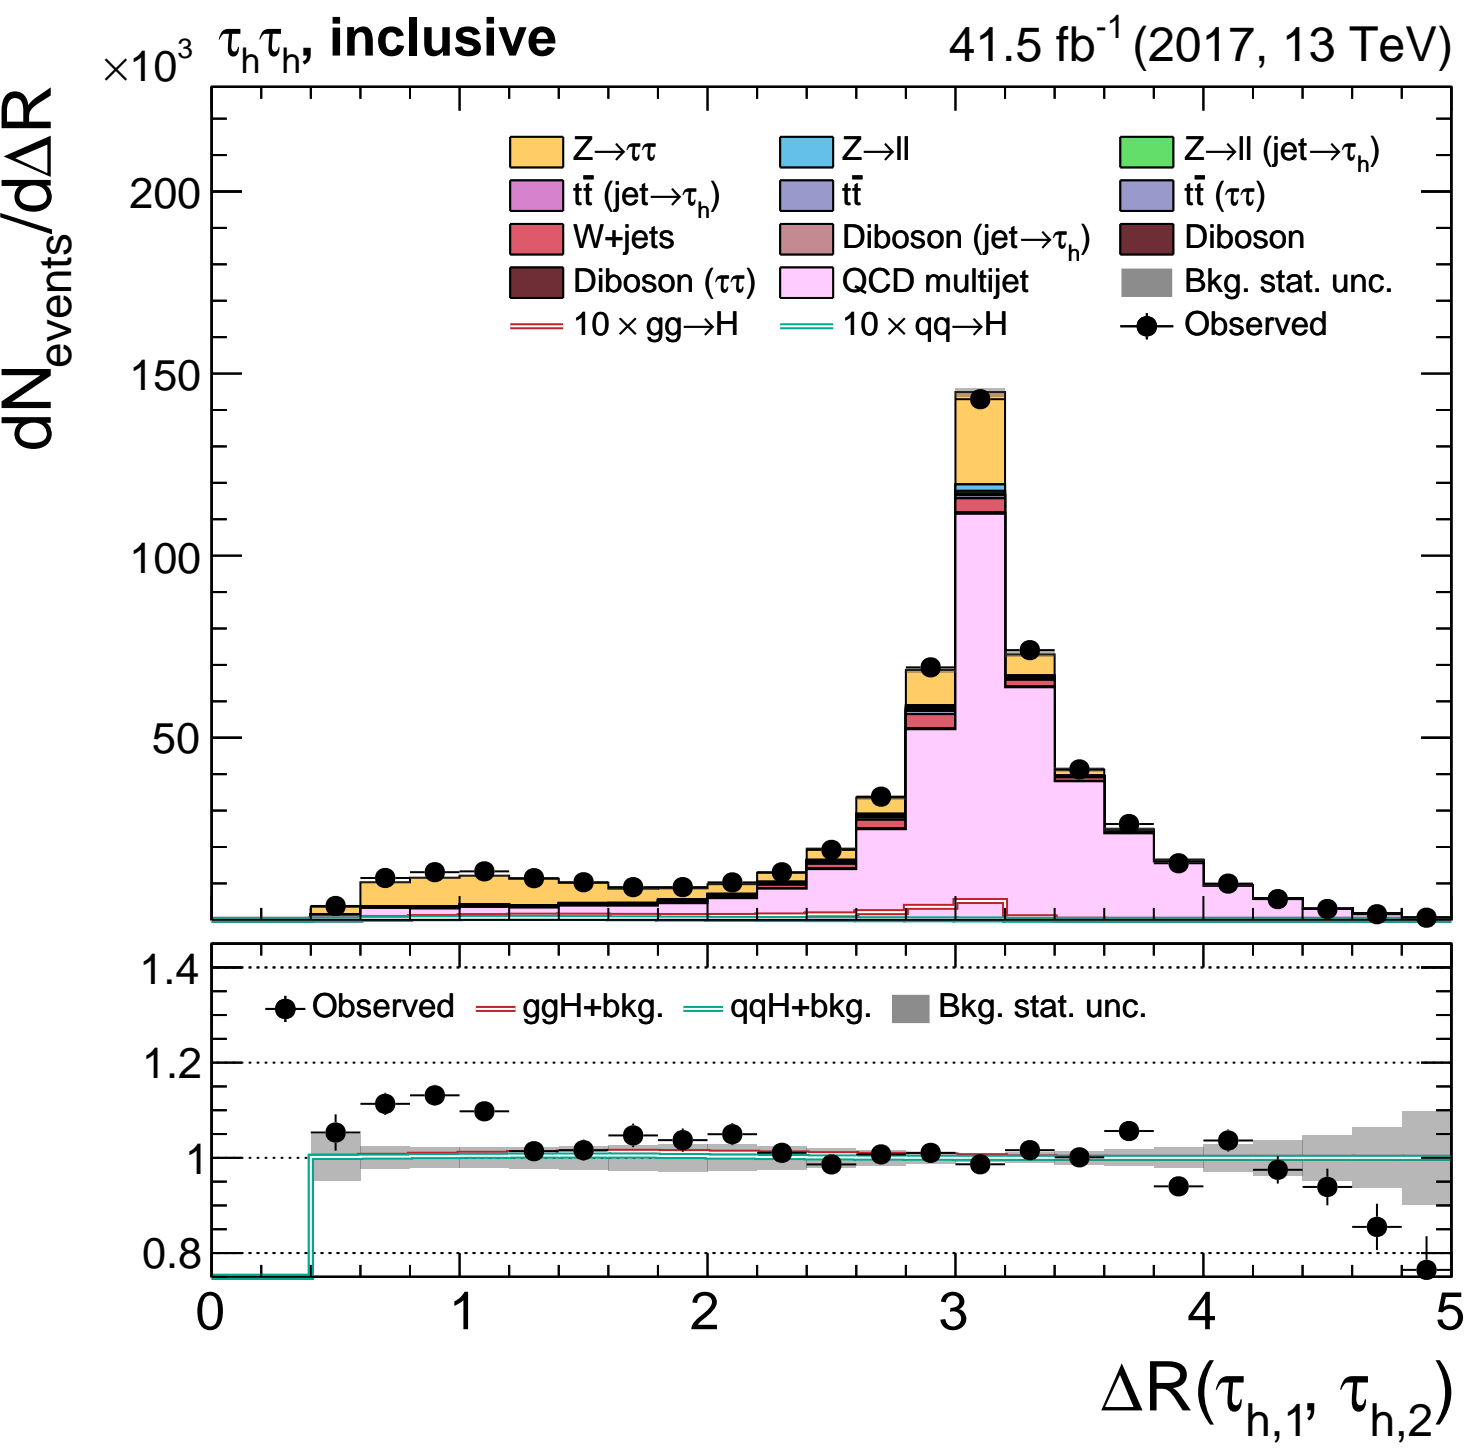 ×10³ τhτh, inclusive 41.5 fb⁻¹ (2017, 13 TeV)
dNevents/dΔR
Z→ττ Z→ll Z→ll (jet→τh)
tt̄ (jet→τh) tt̄ tt̄ (ττ)
W+jets Diboson (jet→τh) Diboson
Diboson (ττ) QCD multijet Bkg. stat. unc.
10 × gg→H 10 × qq→H Observed
200
150
100
50
1.4
Observed ggH+bkg. qqH+bkg. Bkg. stat. unc.
1.2
1
0.8
0 1 2 3 4 5
ΔR(τh,1, τh,2)